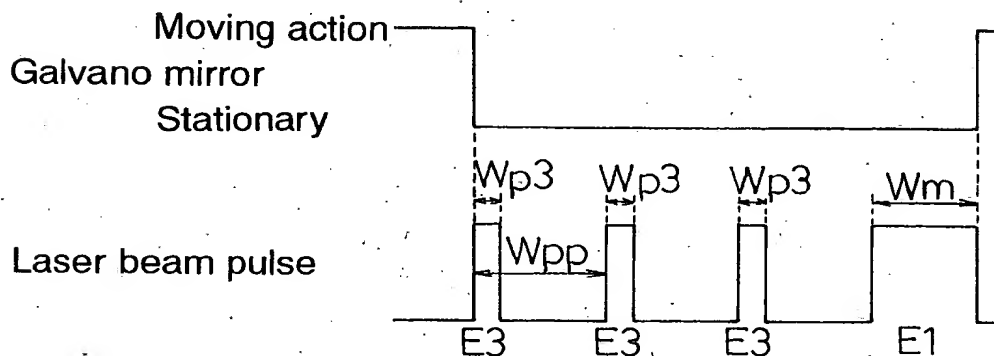 Moving action
Galvano mirror
Stationary
Wp3 Wp3 Wp3 Wm
Wpp
Laser beam pulse
E3 E3 E3 E1